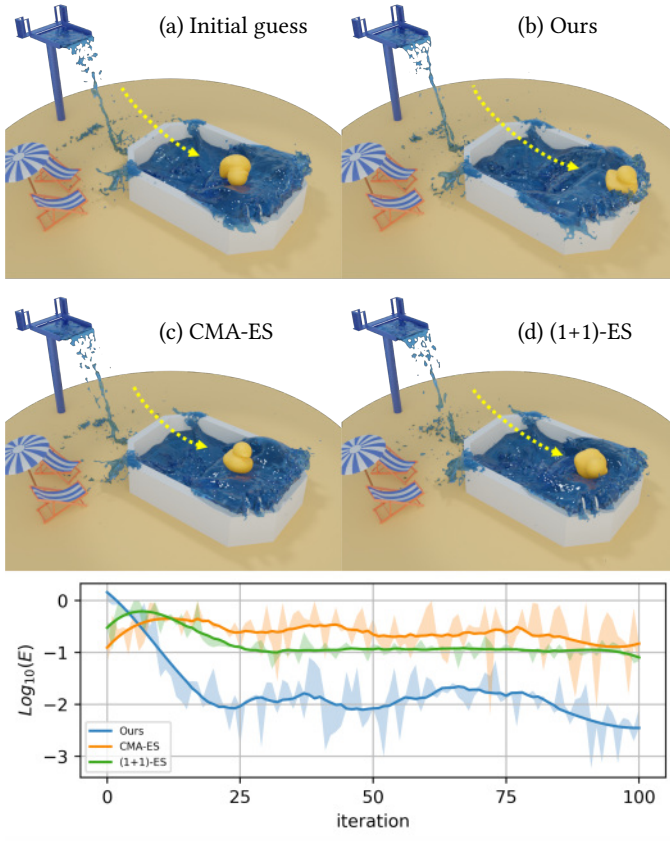 (a) Initial guess
(b) Ours
(c) CMA-ES
(d) (1+1)-ES
0
−1
−2
−3
Log10(E)
Ours
CMA-ES
(1+1)-ES
0
25
50
75
100
iteration